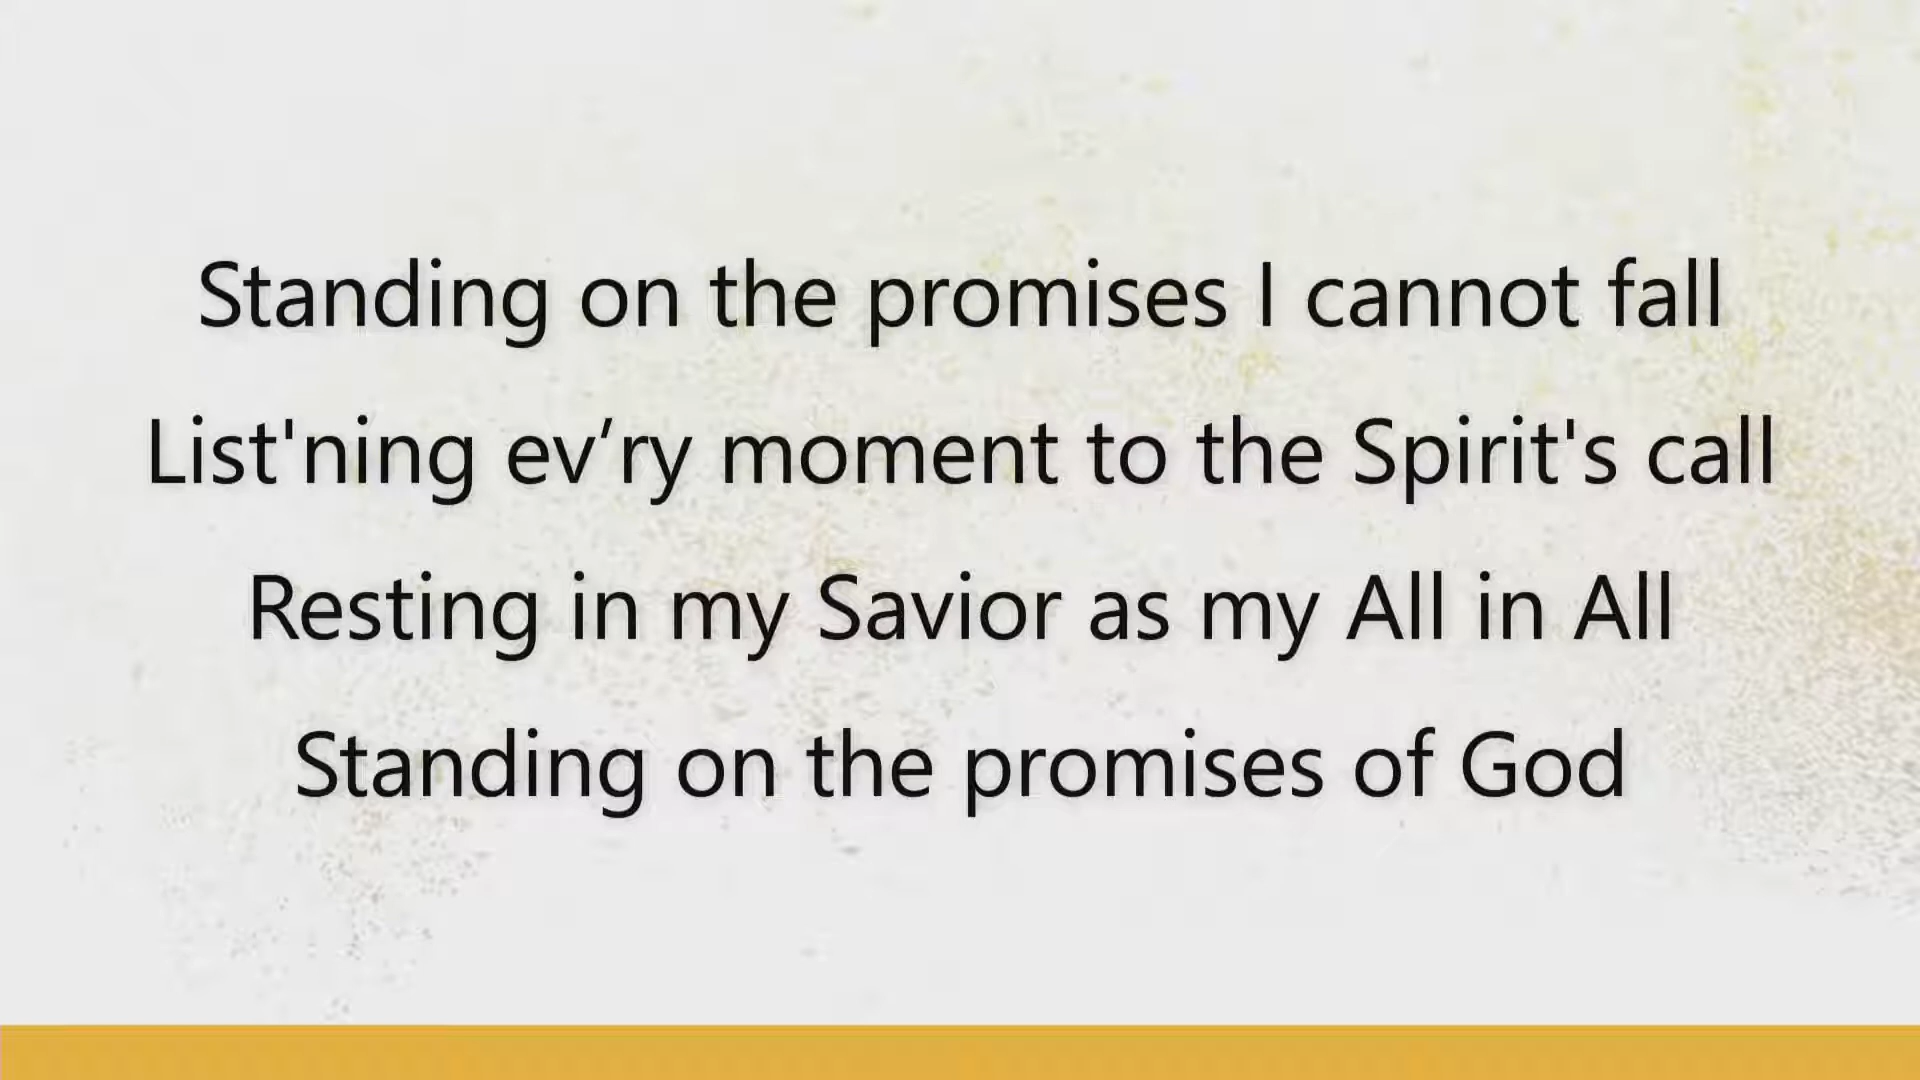 Standing on the promises I cannot fall
List'ning ev’ry moment to the Spirit's call
Resting in my Savior as my All in All
Standing on the promises of God